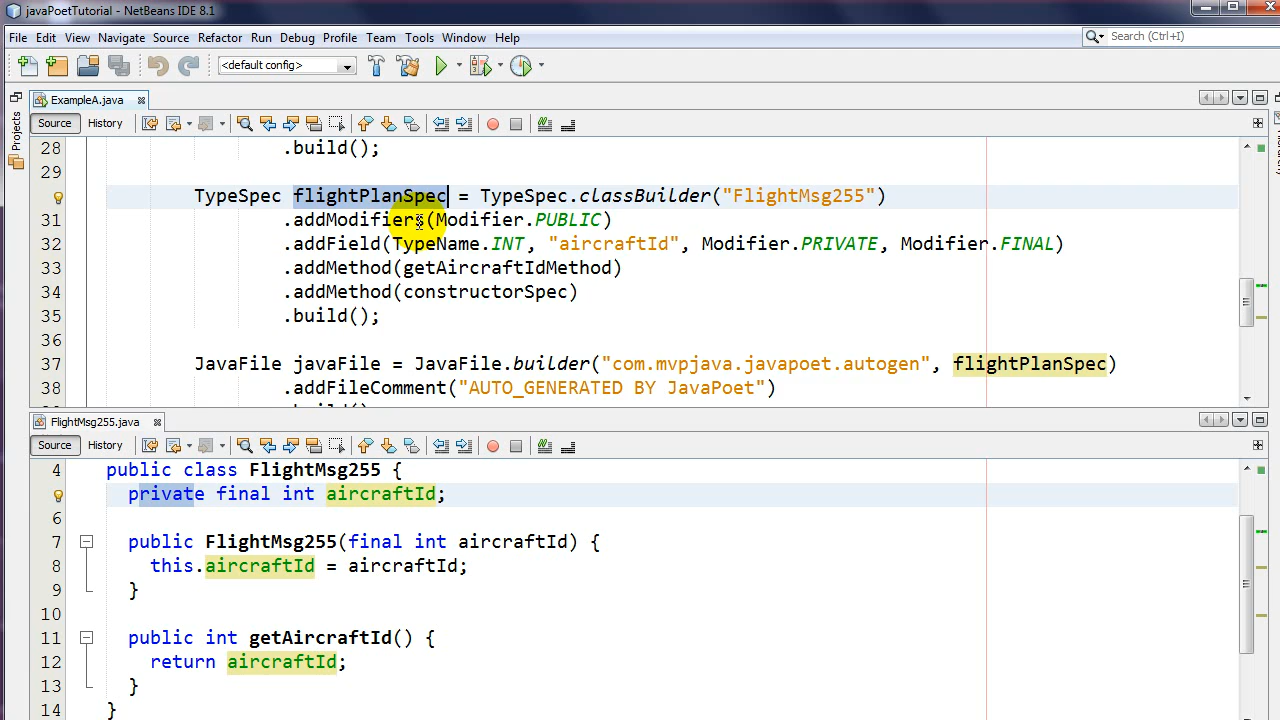 javaPoetTutorial - NetBeans IDE 8.1
File Edit View Navigate Source Refactor Run Debug Profile Team Tools Window Help
Search (Ctrl+I)
<default config>
ExampleA.java
Projects
Source History
28 .build();
29
TypeSpec flightPlanSpec = TypeSpec.classBuilder("FlightMsg255")
31 .addModifiers(Modifier.PUBLIC)
32 .addField(TypeName.INT, "aircraftId", Modifier.PRIVATE, Modifier.FINAL)
33 .addMethod(getAircraftIdMethod)
34 .addMethod(constructorSpec)
35 .build();
36
37 JavaFile javaFile = JavaFile.builder("com.mvpjava.javapoet.autogen", flightPlanSpec)
38 .addFileComment("AUTO_GENERATED BY JavaPoet")
FlightMsg255.java
Source History
4 public class FlightMsg255 {
private final int aircraftId;
6
7 public FlightMsg255(final int aircraftId) {
8 this.aircraftId = aircraftId;
9 }
10
11 public int getAircraftId() {
12 return aircraftId;
13 }
14 }